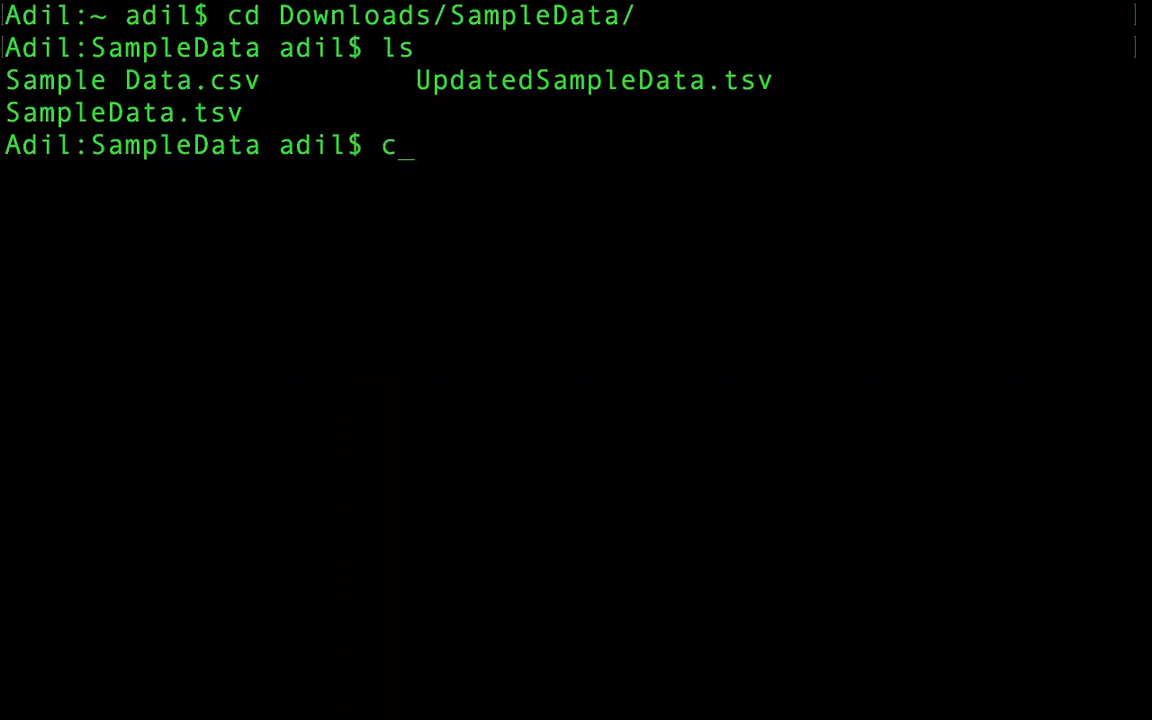 Adil:~ adil$ cd Downloads/SampleData/
Adil:SampleData adil$ ls
Sample Data.csv UpdatedSampleData.tsv
SampleData.tsv
Adil:SampleData adil$ c_